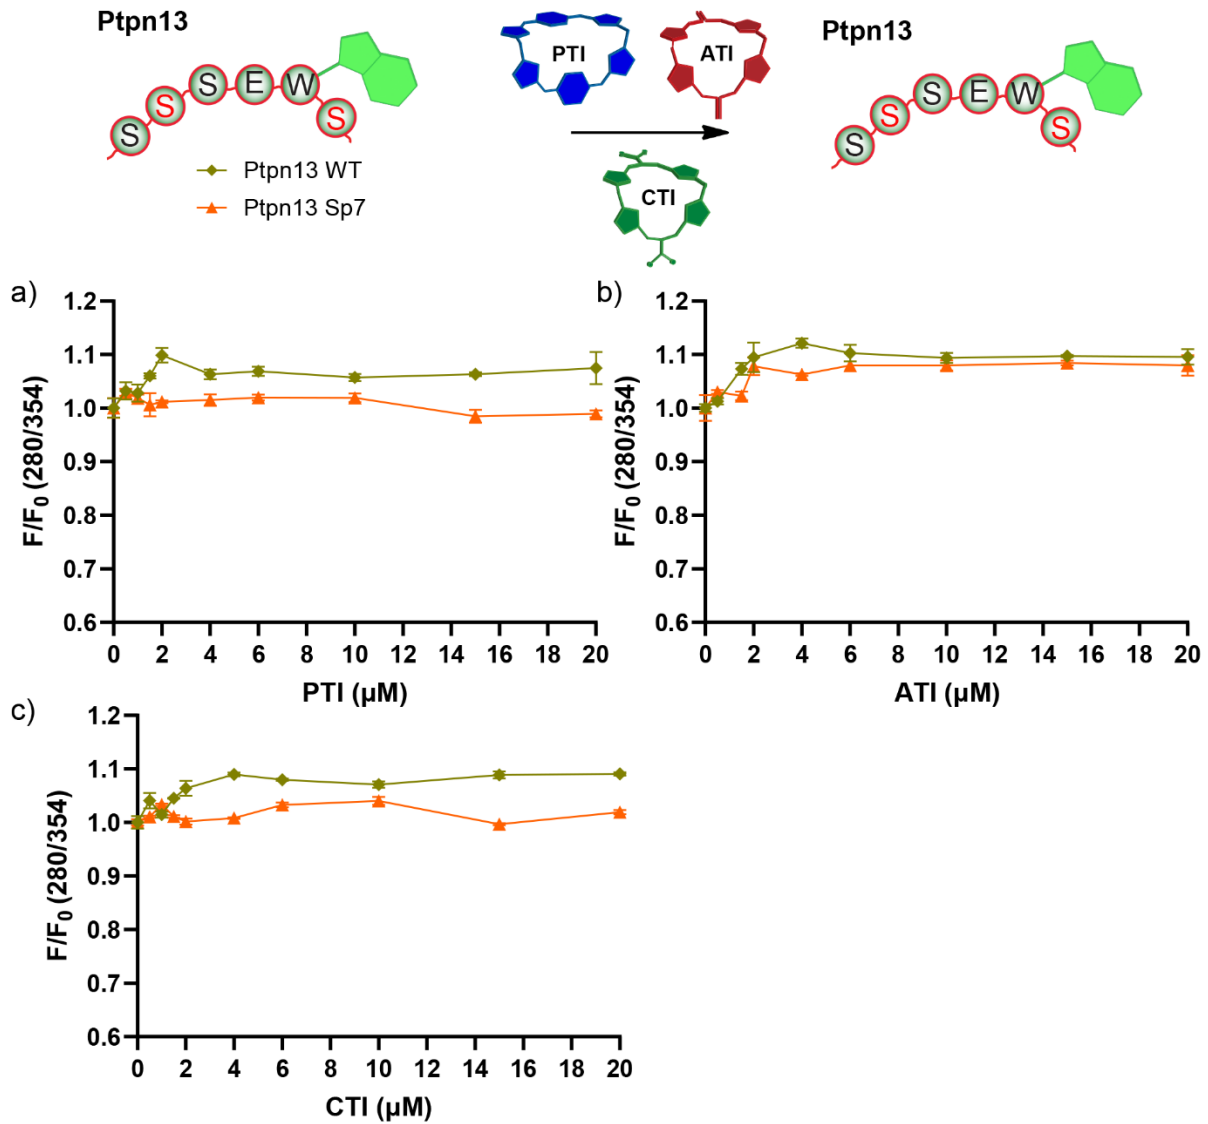 Ptpn13
PTI
ATI
Ptpn13
S S S E W S
S S S E W S
Ptpn13 WT
Ptpn13 Sp7
CTI
a)
1.2
1.1
1.0
0.9
0.8
0.7
0.6
F/F₀ (280/354)
0 2 4 6 8 10 12 14 16 18 20
PTI (µM)
b)
1.2
1.1
1.0
0.9
0.8
0.7
0.6
F/F₀ (280/354)
0 2 4 6 8 10 12 14 16 18 20
ATI (µM)
c)
1.2
1.1
1.0
0.9
0.8
0.7
0.6
F/F₀ (280/354)
0 2 4 6 8 10 12 14 16 18 20
CTI (µM)